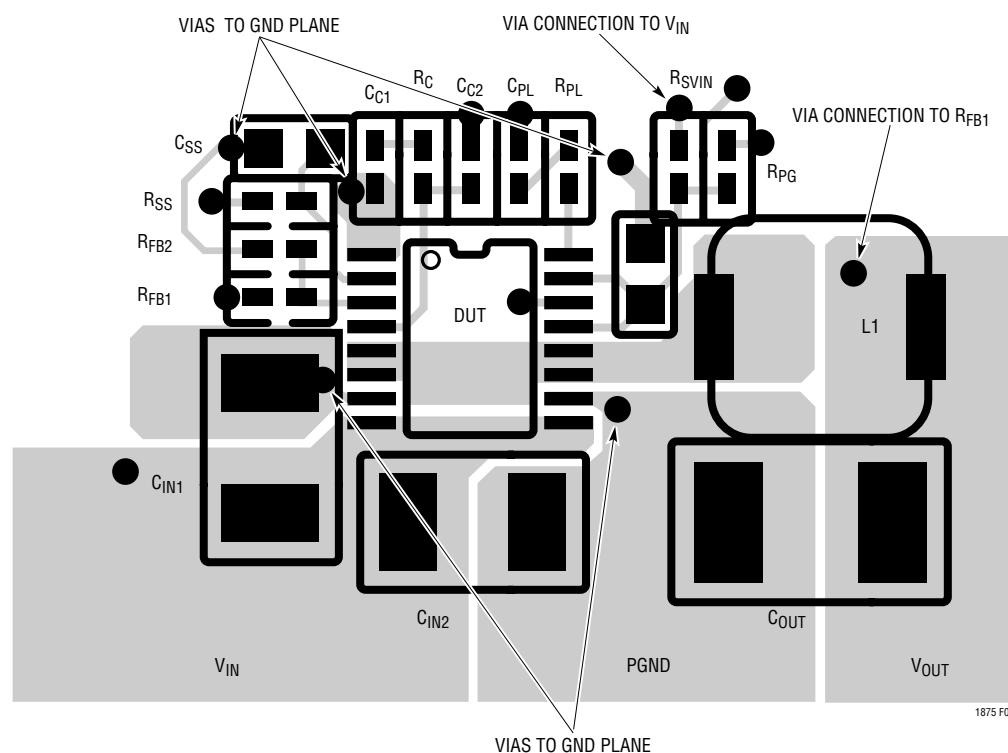 VIAS TO GND PLANE
VIA CONNECTION TO VIN
CC1
RC
CC2
CPL
RPL
RSVIN
VIA CONNECTION TO RFB1
CSS
RPG
RSS
RFB2
RFB1
DUT
L1
CIN1
CIN2
COUT
VIN
PGND
VOUT
1875 F0
VIAS TO GND PLANE